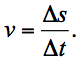 v = Δs/Δt.